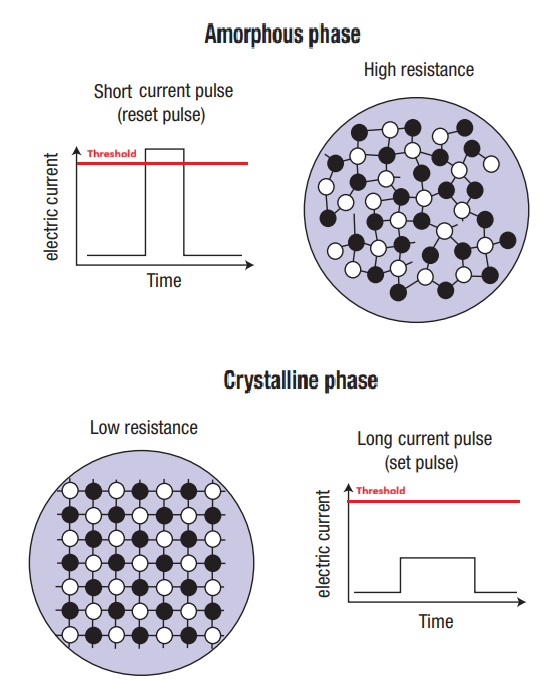 Amorphous phase
High resistance
Short current pulse
(reset pulse)
Threshold
electric current
Time
Crystalline phase
Low resistance
Long current pulse
(set pulse)
Threshold
electric current
Time